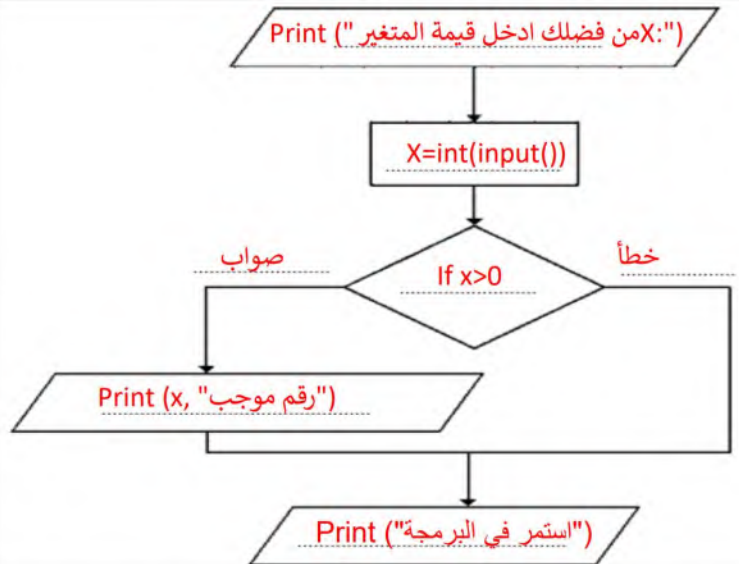 Print ("من فضلك ادخل قيمة المتغير X:")
X=int(input())
صواب
If x>0
خطأ
Print (x, "رقم موجب")
Print ("استمر في البرمجة")